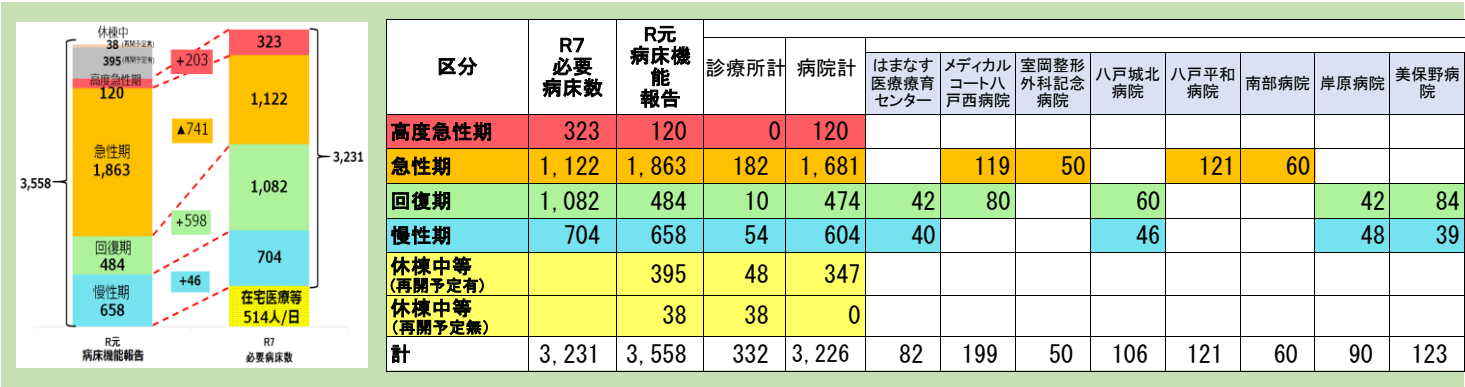 休棟中
38 (再開予定無)
395 (再開予定有)
高度急性期
120
急性期
1,863
3,558
回復期
484
慢性期
658
+203
▲741
+598
+46
323
1,122
1,082
704
3,231
在宅医療等
514人/日
R元
病床機能報告
R7
必要病床数
区分
R7
必要
病床数
R元
病床機
能
報告
診療所計
病院計
はまなす
医療療育
センター
メディカル
コート八
戸西病院
室岡整形
外科記念
病院
八戸城北
病院
八戸平和
病院
南部病院
岸原病院
美保野病
院
高度急性期 323 120 0 120
急性期 1,122 1,863 182 1,681 119 50 121 60
回復期 1,082 484 10 474 42 80 60 42 84
慢性期 704 658 54 604 40 46 48 39
休棟中等
(再開予定有) 395 48 347
休棟中等
(再開予定無) 38 38 0
計 3,231 3,558 332 3,226 82 199 50 106 121 60 90 123